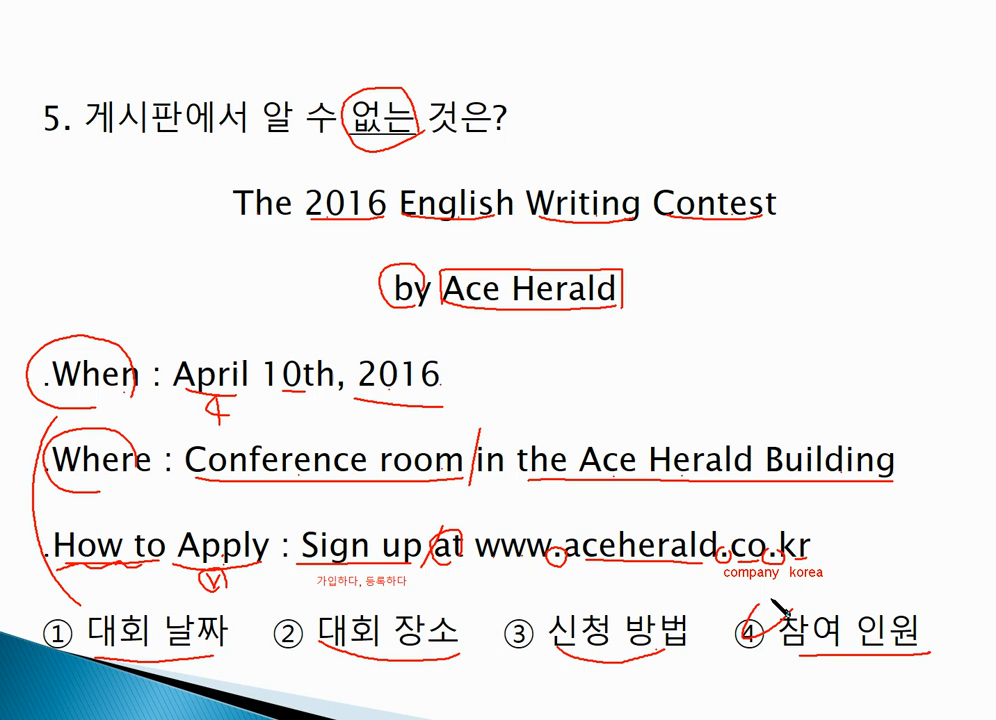 5. 게시판에서 알 수 없는 것은?
The 2016 English Writing Contest
by Ace Herald
.When : April 10th, 2016
4
.Where : Conference room in the Ace Herald Building
.How to Apply : Sign up at www.aceherald.co.kr
V 가입하다, 등록하다 company korea
① 대회 날짜 ② 대회 장소 ③ 신청 방법 ④ 참여 인원